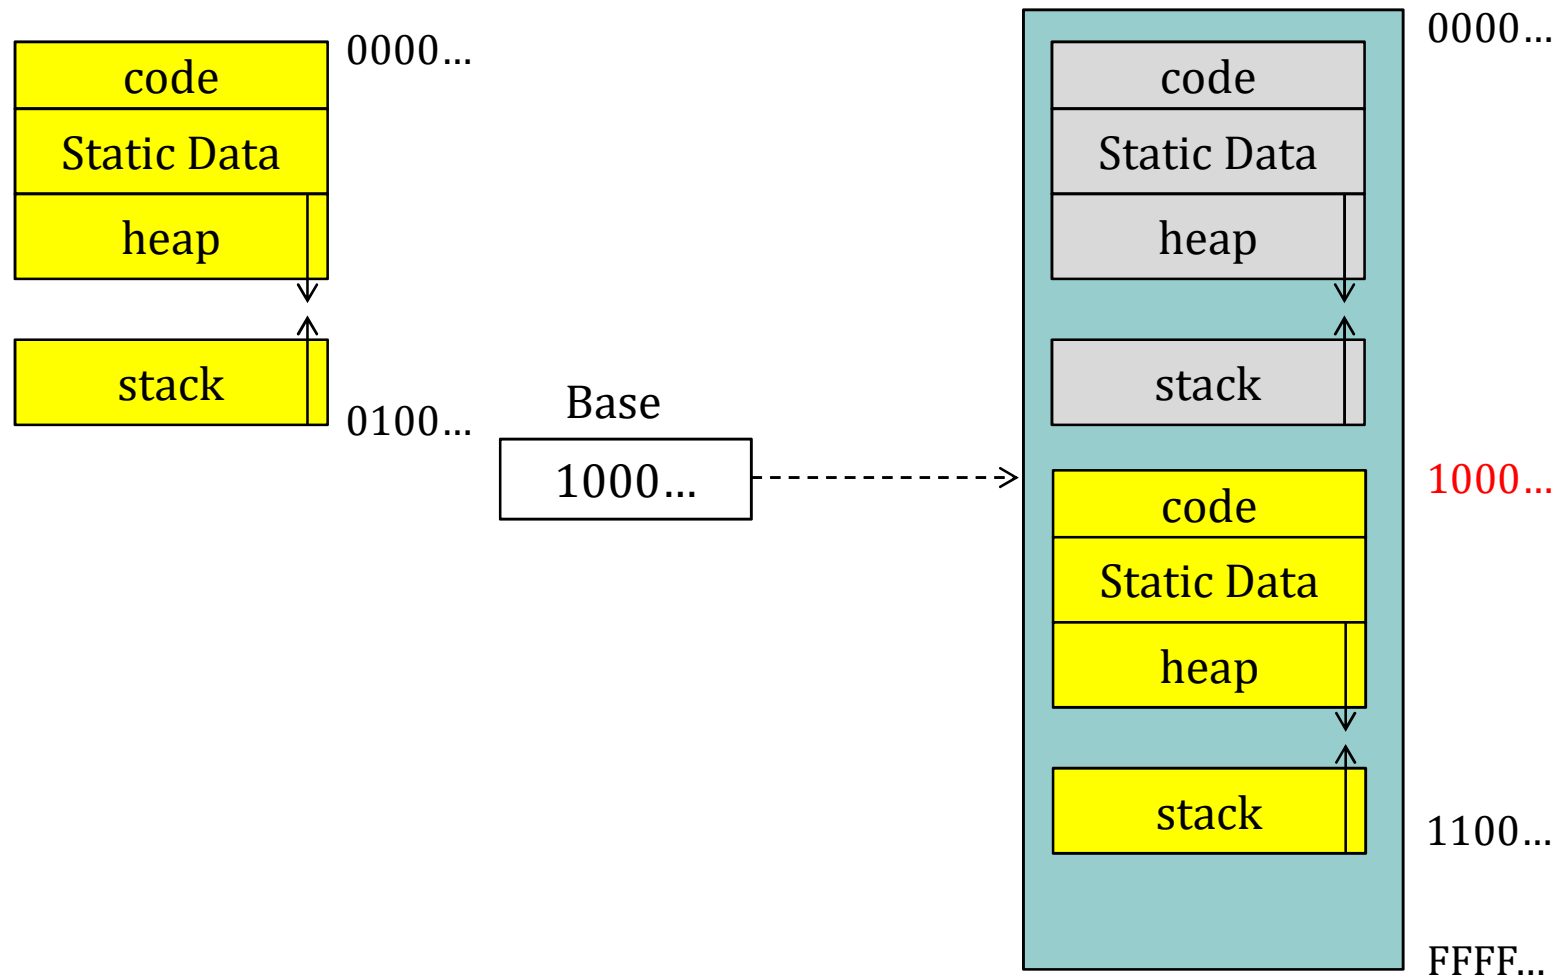 code
Static Data
heap
stack
0000…
0100…
Base
1000…
code
Static Data
heap
stack
code
Static Data
heap
stack
0000…
1000…
1100…
FFFF…